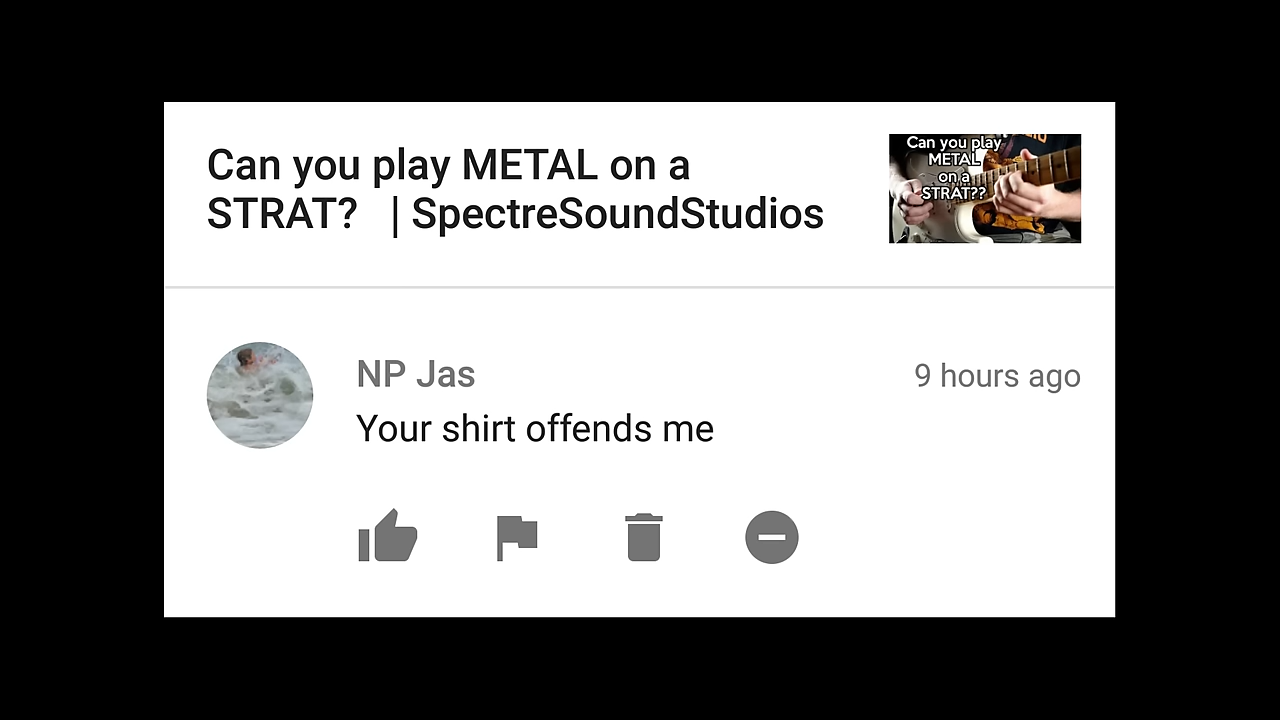 Can you play METAL on a
STRAT?   | SpectreSoundStudios
Can you play
METAL
on a
STRAT??
NP Jas
9 hours ago
Your shirt offends me